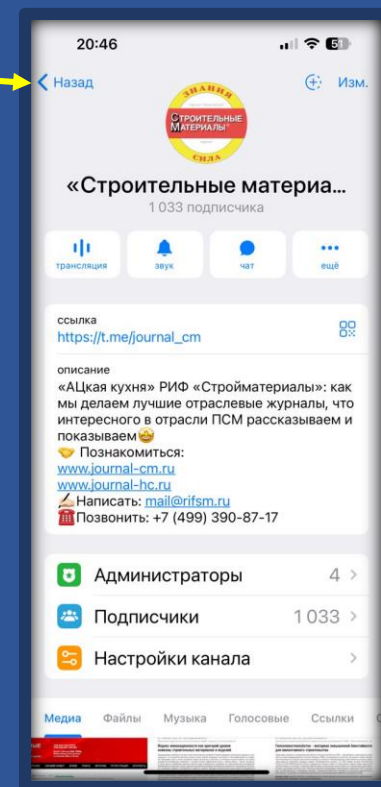 20:46
51
Назад
Изм.
ЗНАНИЯ
СТРОИТЕЛЬНЫЕ
МАТЕРИАЛЫ®
СИЛА
«Строительные материа...
1 033 подписчика
трансляция звук чат ещё
ссылка
https://t.me/journal_cm
описание
«АЦкая кухня» РИФ «Стройматериалы»: как
мы делаем лучшие отраслевые журналы, что
интересного в отрасли ПСМ рассказываем и
показываем🤩
🤝 Познакомиться:
www.journal-cm.ru
www.journal-hc.ru
✍🏻Написать: mail@rifsm.ru
☎️Позвонить: +7 (499) 390-87-17
Администраторы 4
Подписчики 1 033
Настройки канала
Медиа Файлы Музыка Голосовые Ссылки